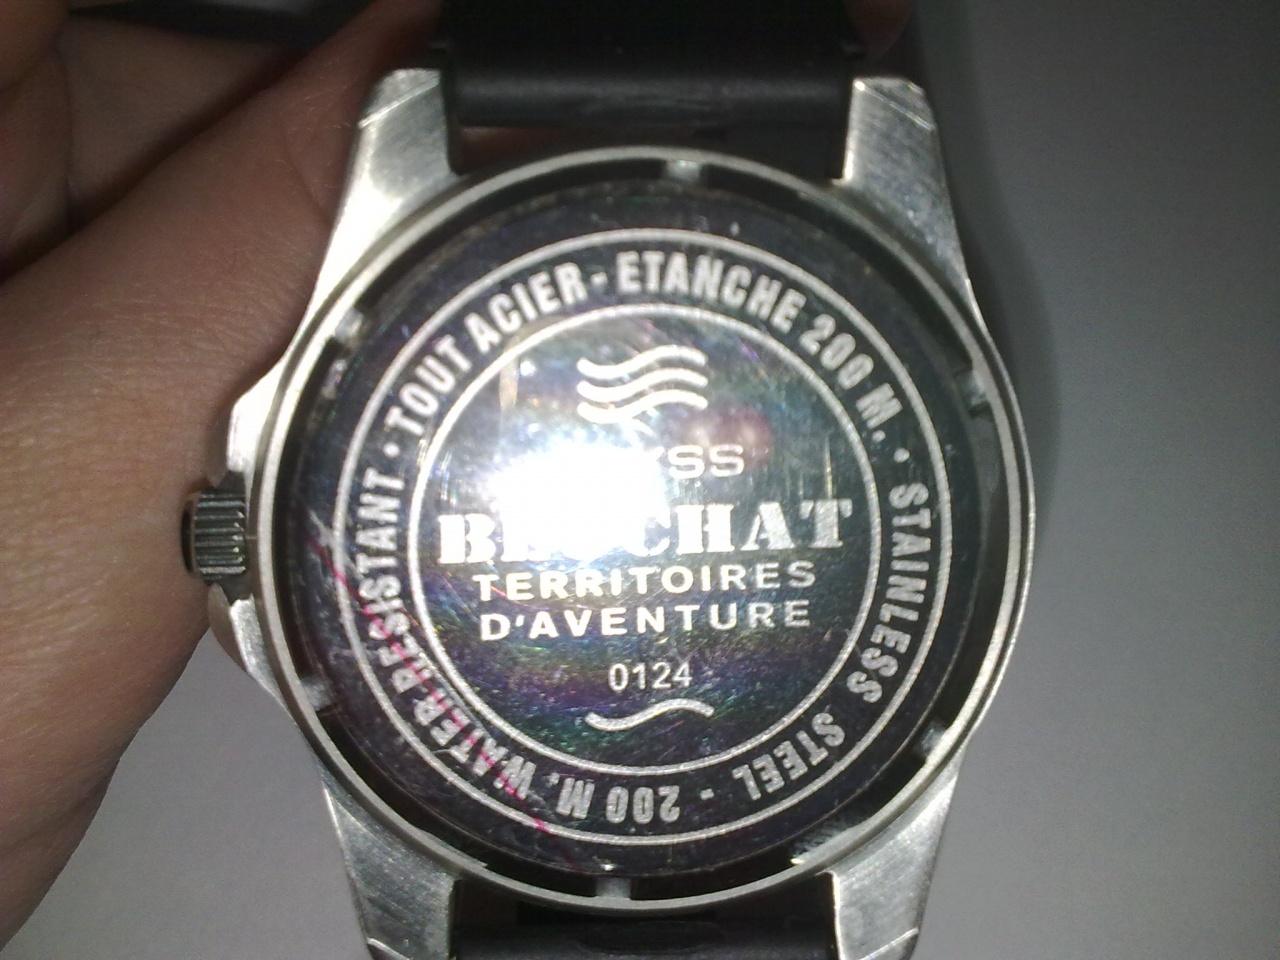 TOUT ACIER - ETANCHE 200 M. • STAINLESS STEEL - 200 M. WATER RESISTANT •
TERRITOIRES
D'AVENTURE
0124